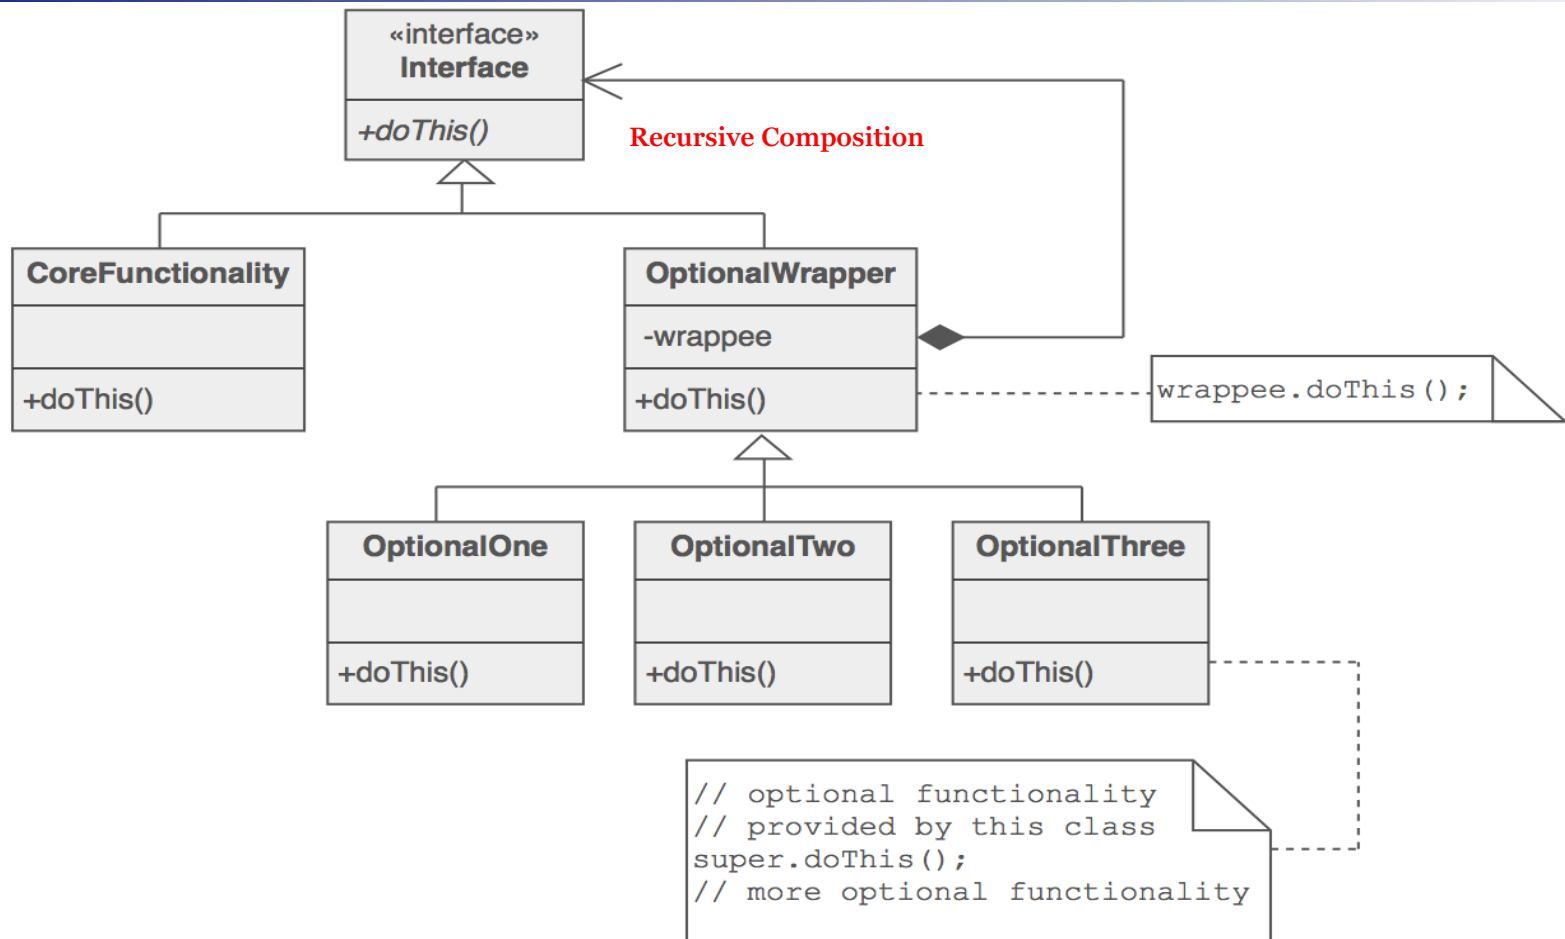 «interface»
Interface
+doThis()
Recursive Composition
CoreFunctionality
+doThis()
OptionalWrapper
-wrappee
+doThis()
wrappee.doThis();
OptionalOne
+doThis()
OptionalTwo
+doThis()
OptionalThree
+doThis()
// optional functionality
// provided by this class
super.doThis();
// more optional functionality